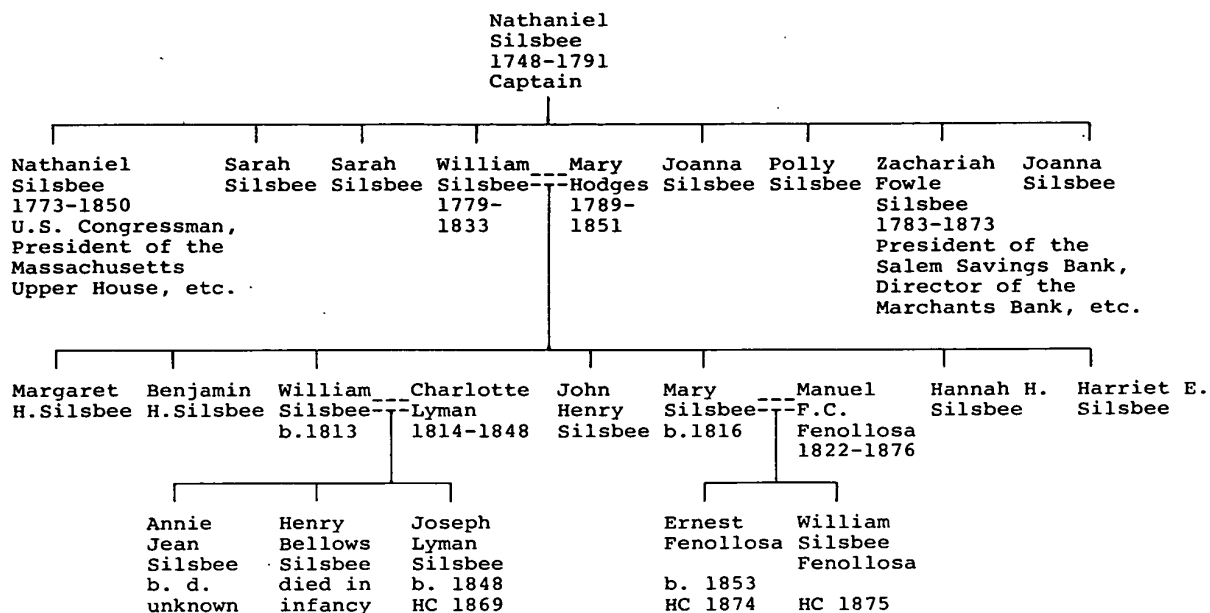 Nathaniel
Silsbee
1748-1791
Captain
Nathaniel
Silsbee
1773-1850
U.S. Congressman,
President of the
Massachusetts
Upper House, etc.
Sarah
Silsbee
Sarah
Silsbee
William
Silsbee
1779-
1833
Mary
Hodges
1789-
1851
Joanna
Silsbee
Polly
Silsbee
Zachariah
Fowle
Silsbee
1783-1873
President of the
Salem Savings Bank,
Director of the
Marchants Bank, etc.
Joanna
Silsbee
Margaret
H.Silsbee
Benjamin
H.Silsbee
William
Silsbee
b.1813
Charlotte
Lyman
1814-1848
John
Henry
Silsbee
Mary
Silsbee
b.1816
Manuel
F.C.
Fenollosa
1822-1876
Hannah H.
Silsbee
Harriet E.
Silsbee
Annie
Jean
Silsbee
b. d.
unknown
Henry
Bellows
Silsbee
died in
infancy
Joseph
Lyman
Silsbee
b. 1848
HC 1869
Ernest
Fenollosa
b. 1853
HC 1874
William
Silsbee
Fenollosa
HC 1875